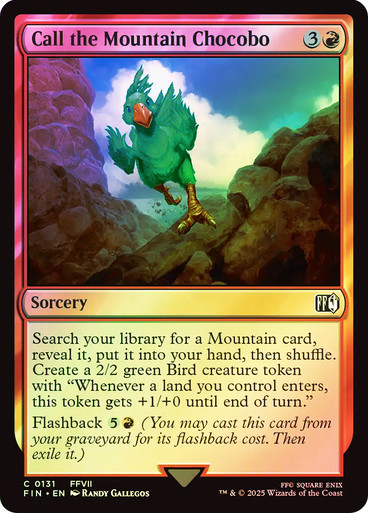 Call the Mountain Chocobo 3
Sorcery
Search your library for a Mountain card,
reveal it, put it into your hand, then shuffle.
Create a 2/2 green Bird creature token
with “Whenever a land you control enters,
this token gets +1/+0 until end of turn.”
Flashback 5 (You may cast this card from
your graveyard for its flashback cost. Then
exile it.)
C 0131 FFVII
FIN • EN Randy Gallegos
FF© SQUARE ENIX
™ & © 2025 Wizards of the Coast